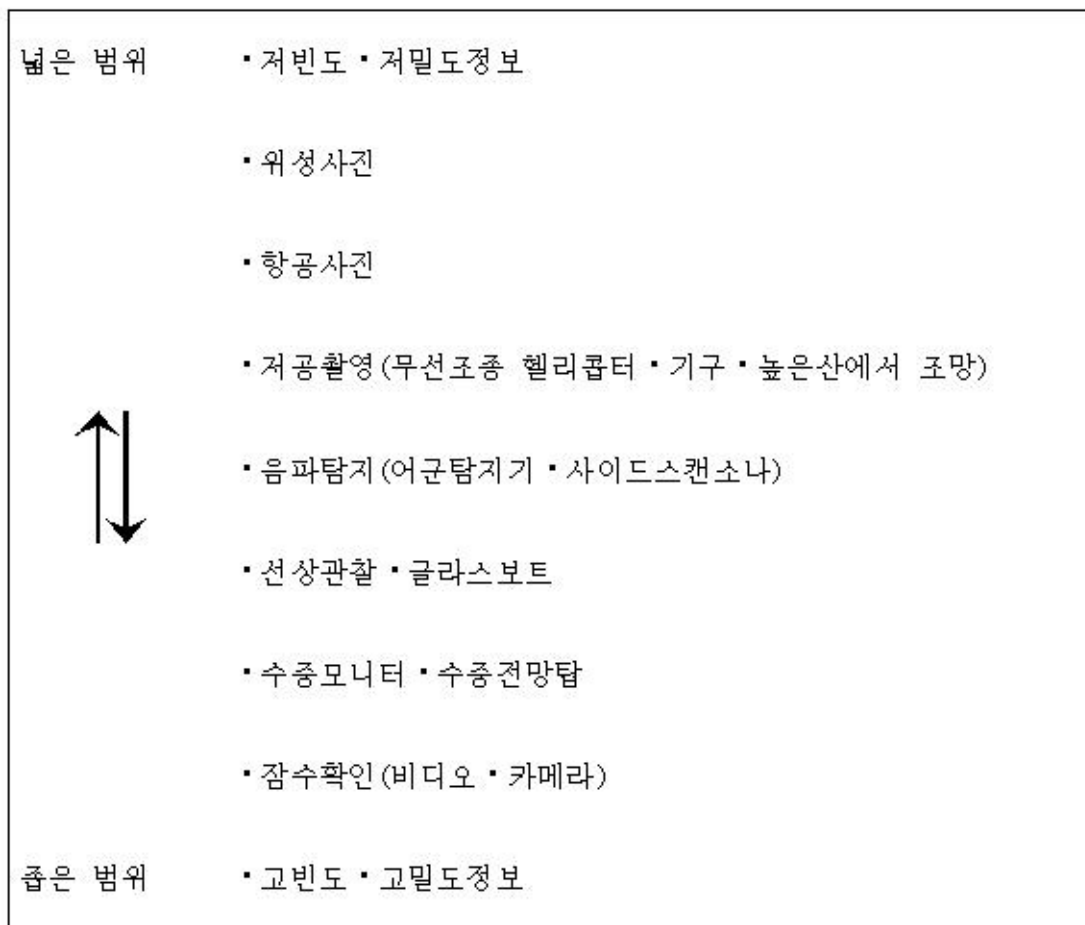 넓은 범위 ▪저빈도▪저밀도정보
▪위성사진
▪항공사진
▪저공촬영(무선조종 헬리콥터▪기구▪높은산에서 조망)
▪음파탐지(어군탐지기▪사이드스캔소나)
▪선상관찰▪글라스보트
▪수중모니터▪수중전망탑
▪잠수확인(비디오▪카메라)
좁은 범위 ▪고빈도▪고밀도정보